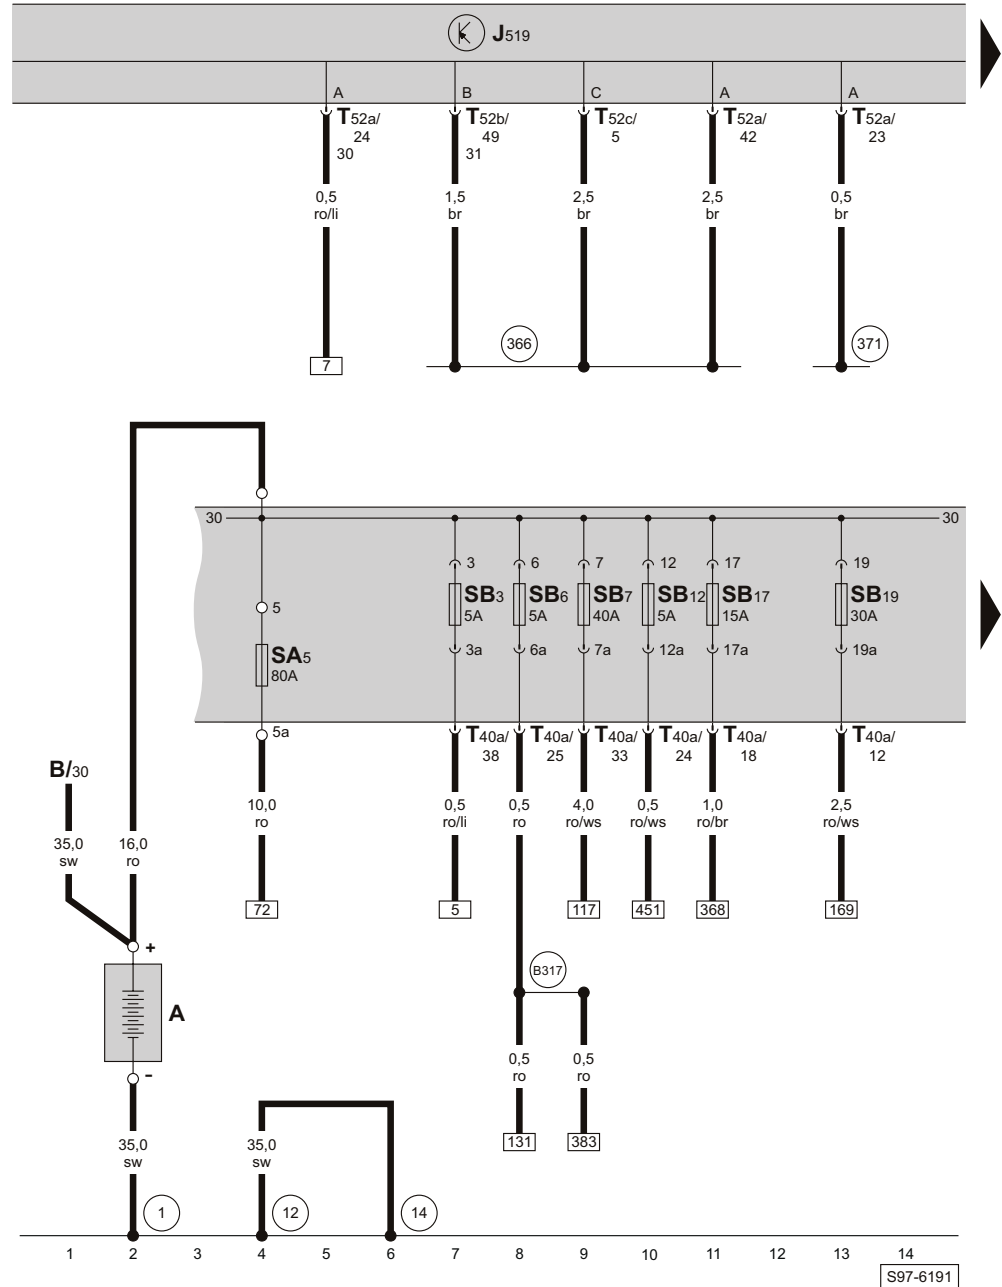 J519
A B C A A
T52a/ T52b/ T52c/ T52a/ T52a/
24 49 5 42 23
30 31
0,5 1,5 2,5 2,5 0,5
ro/li br br br br
366 371
7
30 30
3 6 7 12 17 19
SB3 SB6 SB7 SB12 SB17 SB19
5 5A 5A 40A 5A 15A 30A
3a 6a 7a 12a 17a 19a
SA5
80A
5a T40a/ T40a/ T40a/ T40a/ T40a/ T40a/
38 25 33 24 18 12
B/30
10,0 0,5 0,5 4,0 0,5 1,0 2,5
ro ro/li ro ro/ws ro/ws ro/br ro/ws
35,0 16,0
sw ro
72 5 117 451 368 169
+
B317
A
0,5 0,5
ro ro
-
131 383
35,0 35,0
sw sw
1 12 14
1 2 3 4 5 6 7 8 9 10 11 12 13 14
S97-6191